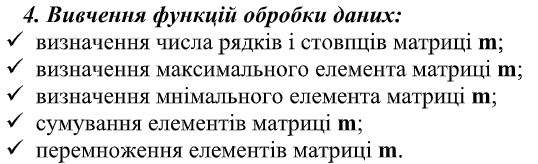 4. Вивчення функцій обробки даних:
✓ визначення числа рядків і стовпців матриці m;
✓ визначення максимального елемента матриці m;
✓ визначення мнімального елемента матриці m;
✓ сумування елементів матриці m;
✓ перемноження елементів матриці m.